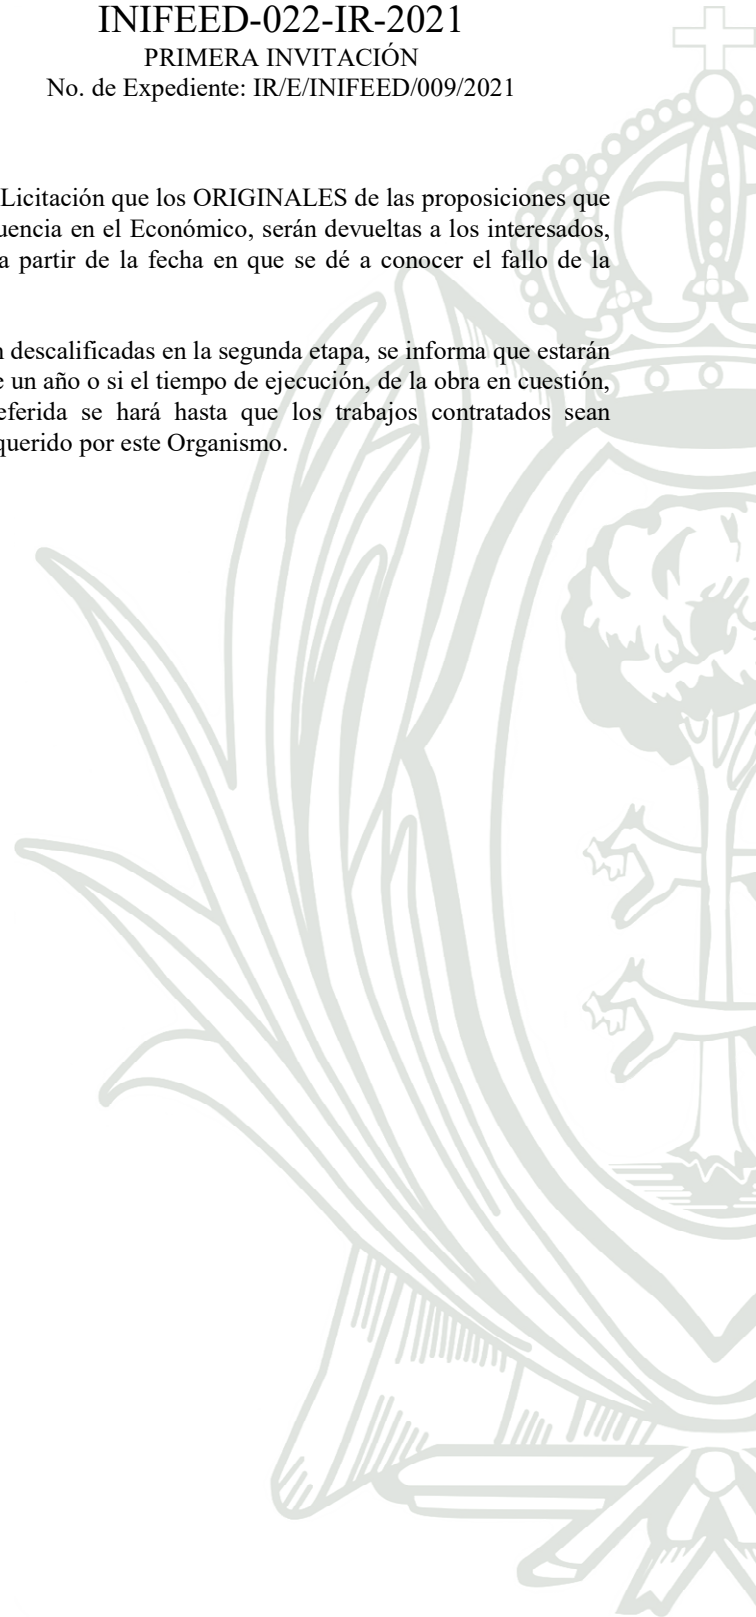 INIFEED-022-IR-2021
PRIMERA INVITACIÓN
No. de Expediente: IR/E/INIFEED/009/2021
Licitación que los ORIGINALES de las proposiciones que
uencia en el Económico, serán devueltas a los interesados,
a partir de la fecha en que se dé a conocer el fallo de la
descalificadas en la segunda etapa, se informa que estarán
e un año o si el tiempo de ejecución, de la obra en cuestión,
eferida se hará hasta que los trabajos contratados sean
querido por este Organismo.